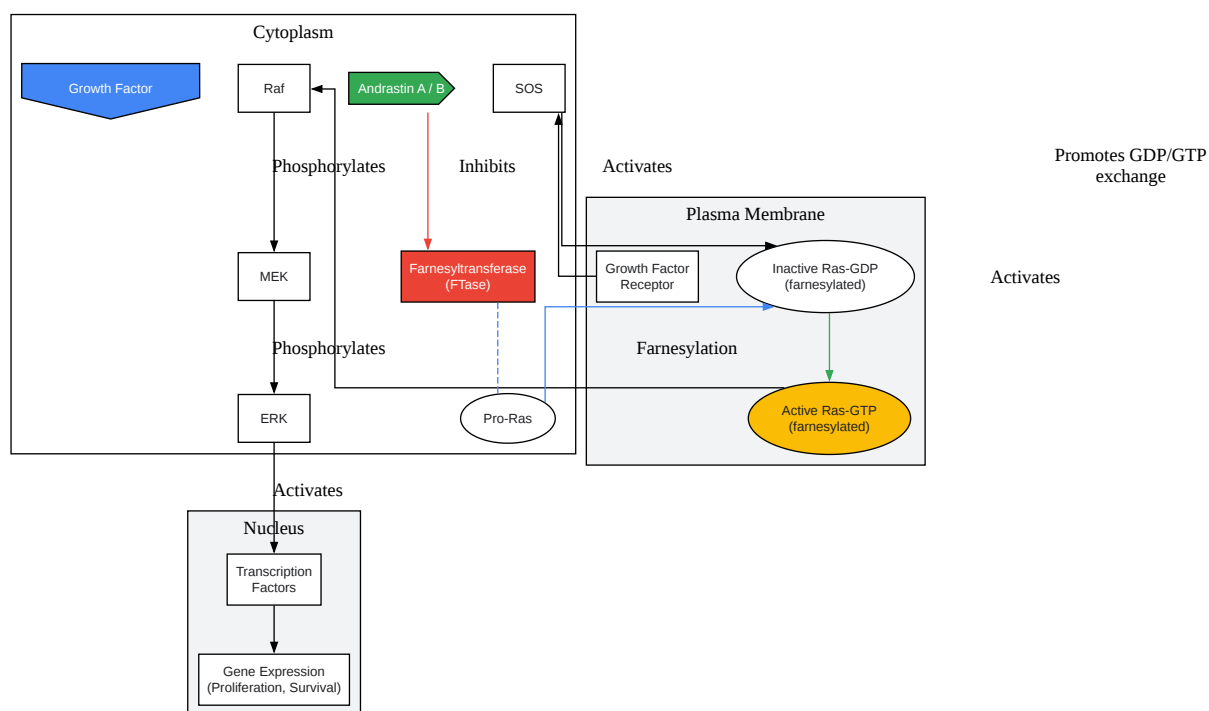 Cytoplasm
Growth Factor
Raf
Andrastin A / B
SOS
Phosphorylates
Inhibits
Activates
Promotes GDP/GTP
exchange
Plasma Membrane
MEK
Farnesyltransferase
(FTase)
Growth Factor
Receptor
Inactive Ras-GDP
(farnesylated)
Activates
Phosphorylates
Farnesylation
ERK
Pro-Ras
Active Ras-GTP
(farnesylated)
Activates
Nucleus
Transcription
Factors
Gene Expression
(Proliferation, Survival)